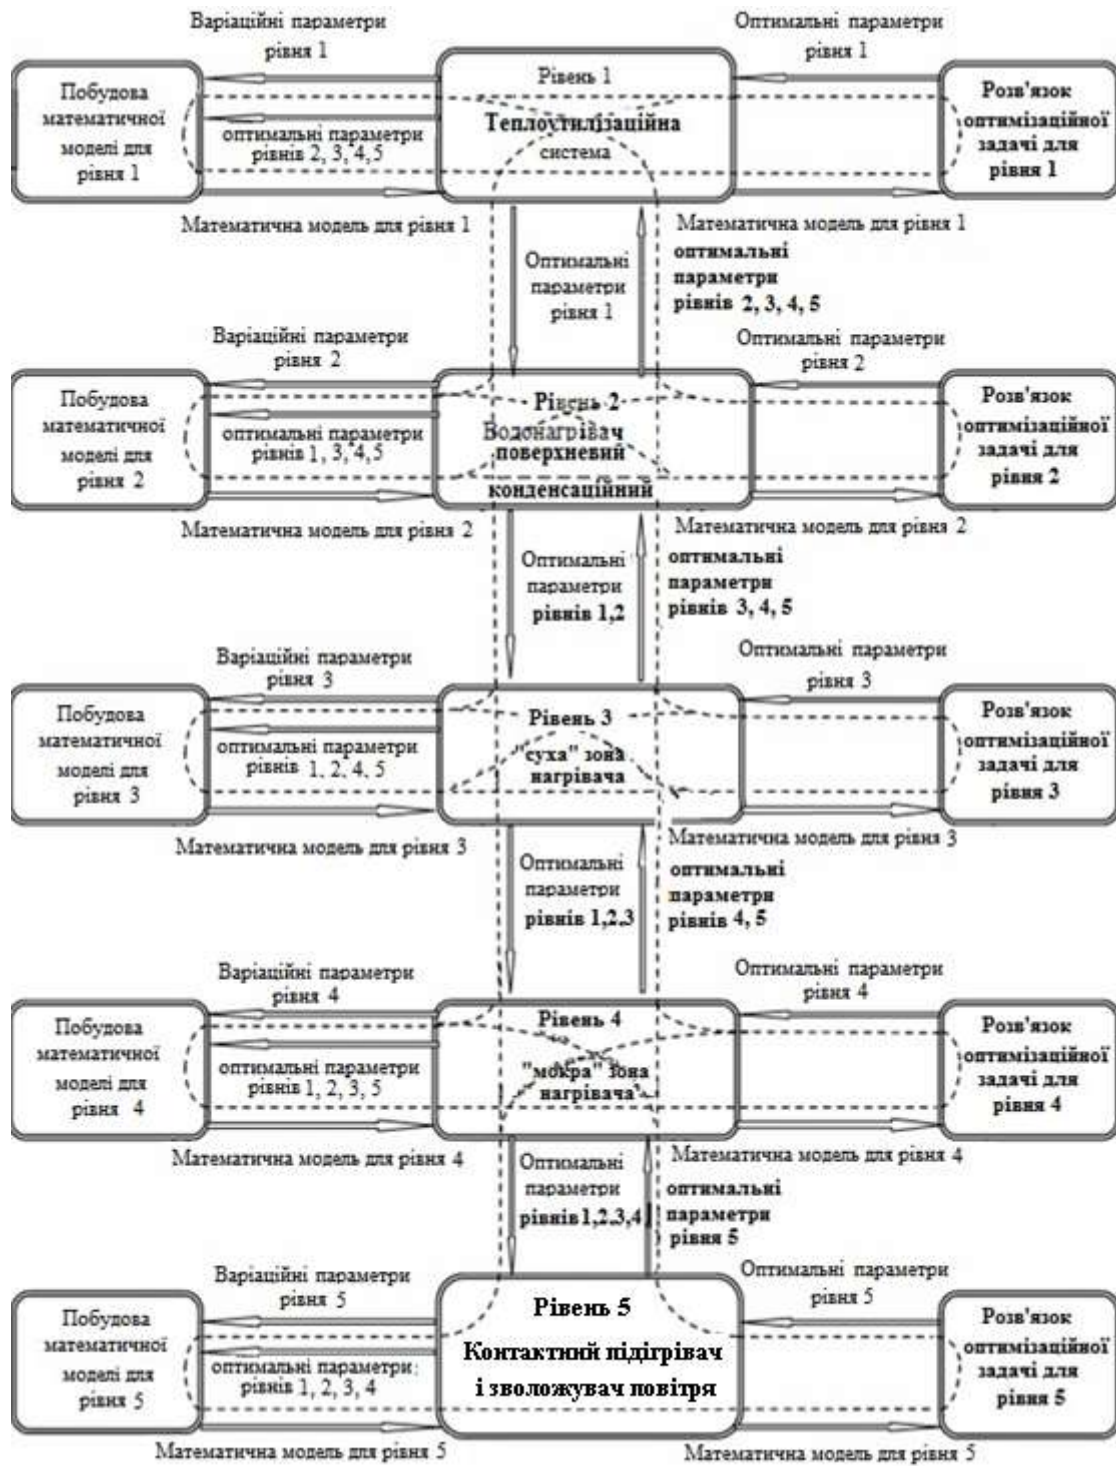 Варіаційні параметри
рівня 1
Оптимальні параметри
рівня 1
Побудова
математичної
моделі для
рівня 1
оптимальні параметри
рівнів 2, 3, 4,5
Рівень 1
Теплоутилізаційна
система
Розв'язок
оптимізаційної
задачі для
рівня 1
Математична модель для рівня 1
Математична модель для рівня 1
Оптимальні
параметри
рівня 1
оптимальні
параметри
рівнів 2, 3, 4, 5
Варіаційні параметри
рівня 2
Оптимальні параметри
рівня 2
Побудова
математичної
моделі для
рівня 2
оптимальні параметри
рівнів 1, 3, 4,5
Рівень 2
Водонагрівач
поверхневий
конденсаційний
Розв'язок
оптимізаційної
задачі для
рівня 2
Математична модель для рівня 2
Математична модель для рівня 2
Оптимальні
параметри
рівнів 1,2
оптимальні
параметри
рівнів 3, 4, 5
Варіаційні параметри
рівня 3
Оптимальні параметри
рівня 3
Побудова
математичної
моделі для
рівня 3
оптимальні параметри
рівнів 1, 2, 4, 5
Рівень 3
"суха" зона
нагрівача
Розв'язок
оптимізаційної
задачі для
рівня 3
Математична модель для рівня 3
Математична модель для рівня 3
Оптимальні
параметри
рівнів 1,2,3
оптимальні
параметри
рівнів 4, 5
Варіаційні параметри
рівня 4
Оптимальні параметри
рівня 4
Побудова
математичної
моделі для
рівня 4
оптимальні параметри
рівнів 1, 2, 3, 5
Рівень 4
"мокра" зона
нагрівача
Розв'язок
оптимізаційної
задачі для
рівня 4
Математична модель для рівня 4
Математична модель для рівня 4
Оптимальні
параметри
рівнів 1,2,3,4
оптимальні
параметри
рівня 5
Варіаційні параметри
рівня 5
Оптимальні параметри
рівня 5
Побудова
математичної
моделі для
рівня 5
оптимальні параметри
рівнів 1, 2, 3, 4
Рівень 5
Контактний підігрівач
і зволожувач повітря
Розв'язок
оптимізаційної
задачі для
рівня 5
Математична модель для рівня 5
Математична модель для рівня 5